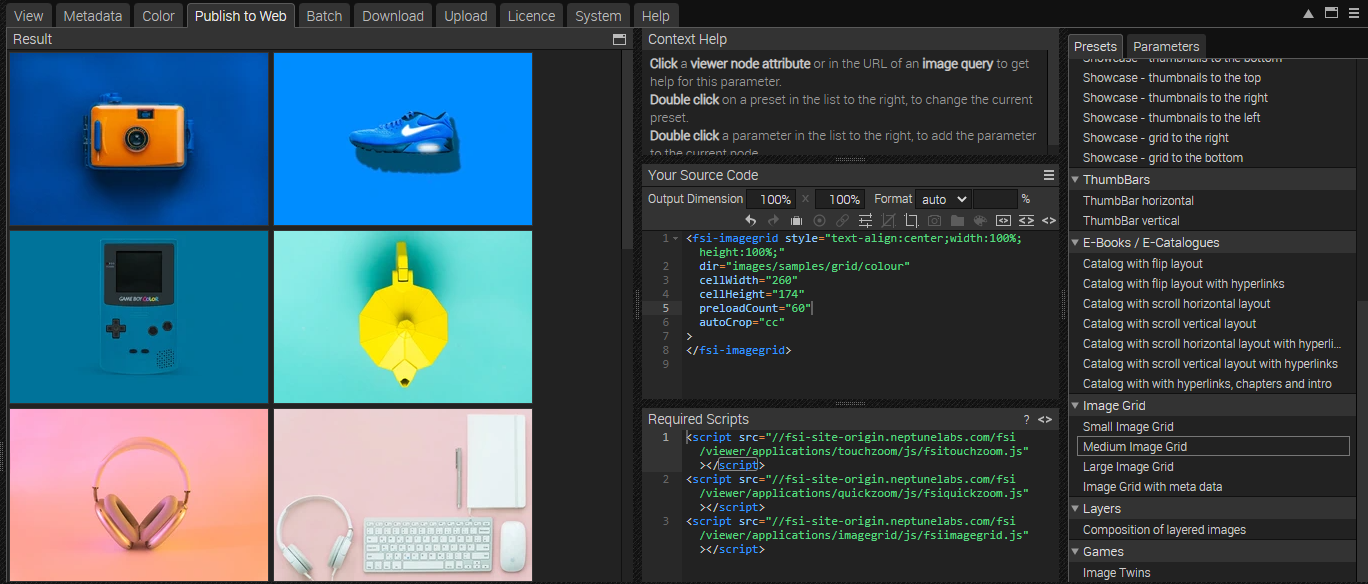 View
Metadata
Color
Publish to Web
Batch
Download
Upload
Licence
System
Help
Result
GAME BOY COLOR
Context Help
Click a viewer node attribute or in the URL of an image query to get
help for this parameter.
Double click on a preset in the list to the right, to change the current
preset.
Double click a parameter in the list to the right, to add the parameter
to the current node.
Your Source Code
Output Dimension 100% x 100% Format auto %
1 <fsi-imagegrid style="text-align:center;width:100%;
height:100%;"
2 dir="images/samples/grid/colour"
3 cellWidth="260"
4 cellHeight="174"
5 preloadCount="60"
6 autoCrop="cc"
7 >
8 </fsi-imagegrid>
9
Required Scripts ? <>
1 <script src="//fsi-site-origin.neptunelabs.com/fsi
/viewer/applications/touchzoom/js/fsitouchzoom.js"
></script>
2 <script src="//fsi-site-origin.neptunelabs.com/fsi
/viewer/applications/quickzoom/js/fsiquickzoom.js"
></script>
3 <script src="//fsi-site-origin.neptunelabs.com/fsi
/viewer/applications/imagegrid/js/fsiimagegrid.js"
></script>
Presets
Parameters
Showcase - thumbnails to the bottom
Showcase - thumbnails to the top
Showcase - thumbnails to the right
Showcase - thumbnails to the left
Showcase - grid to the right
Showcase - grid to the bottom
ThumbBars
ThumbBar horizontal
ThumbBar vertical
E-Books / E-Catalogues
Catalog with flip layout
Catalog with flip layout with hyperlinks
Catalog with scroll horizontal layout
Catalog with scroll vertical layout
Catalog with scroll horizontal layout with hyperli...
Catalog with scroll vertical layout with hyperlinks
Catalog with with hyperlinks, chapters and intro
Image Grid
Small Image Grid
Medium Image Grid
Large Image Grid
Image Grid with meta data
Layers
Composition of layered images
Games
Image Twins